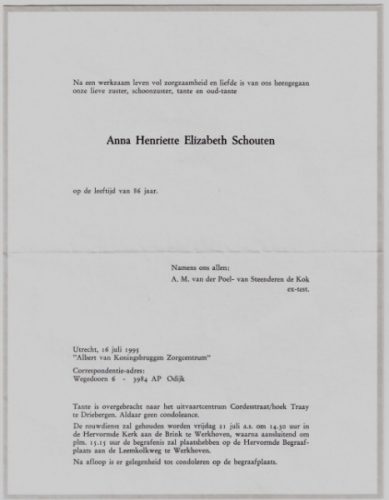 Na een werkzaam leven vol zorgzaamheid en liefde is van ons heengegaan
onze lieve zuster, schoonzuster, tante en oud-tante
Anna Henriette Elizabeth Schouten
op de leeftijd van 86 jaar.
Namens ons allen:
A. M. van der Poel- van Steenderen de Kok
ex-test.
Utrecht, 16 juli 1995
"Albert van Koningsbruggen Zorgcentrum"
Correspondentie-adres:
Wegedoorn 6 - 3984 AP Odijk
Tante is overgebracht naar het uitvaartcentrum Cordesstraat/hoek Traay
te Driebergen. Aldaar geen condoleance.
De rouwdienst zal gehouden worden vrijdag 21 juli a.s. om 14.30 uur in
de Hervormde Kerk aan de Brink te Werkhoven, waarna aansluitend om
plm. 15.15 uur de begrafenis zal plaatshebben op de Hervormde Begraaf-
plaats aan de Leemkolkweg te Werkhoven.
Na afloop is er gelegenheid tot condoleren op de begraafplaats.